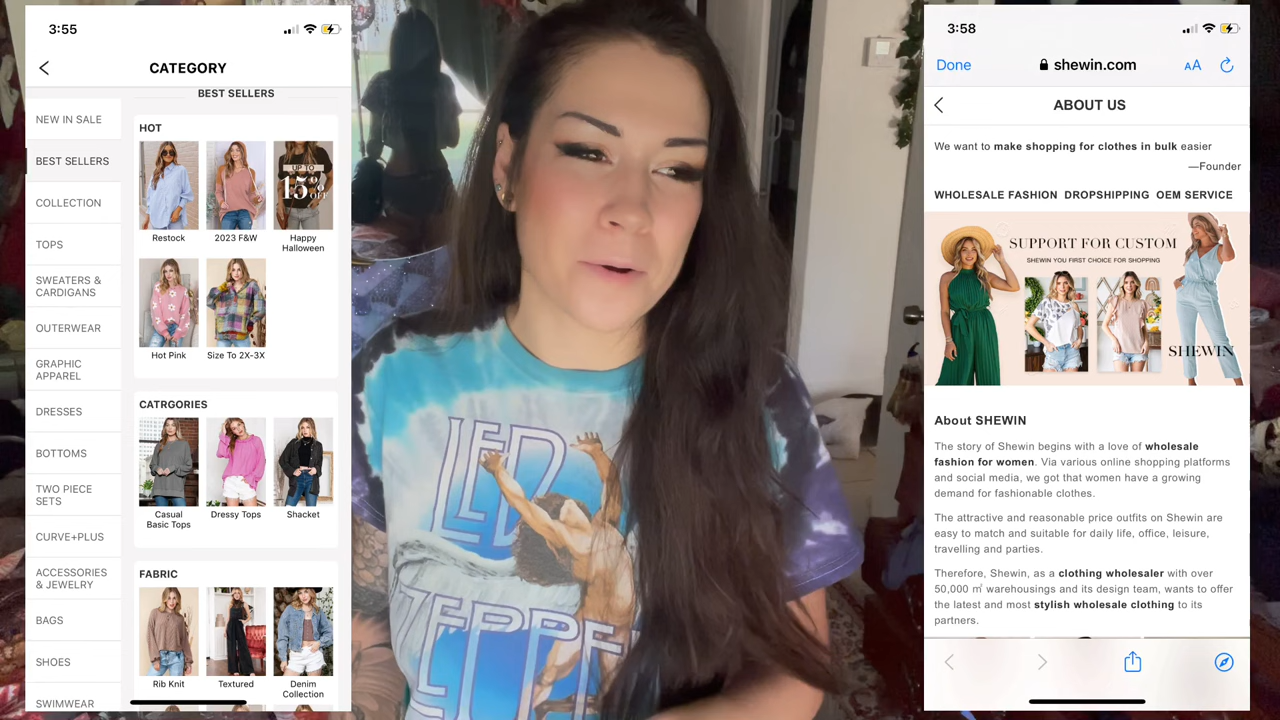 3:55
CATEGORY
BEST SELLERS
NEW IN SALE
BEST SELLERS
COLLECTION
TOPS
SWEATERS &
CARDIGANS
OUTERWEAR
GRAPHIC
APPAREL
DRESSES
BOTTOMS
TWO PIECE
SETS
CURVE+PLUS
ACCESSORIES
& JEWELRY
BAGS
SHOES
SWIMWEAR
HOT
UP TO
15%
OFF
Restock
2023 F&W
Happy
Halloween
Hot Pink
Size To 2X-3X
CATRGORIES
Casual
Basic Tops
Dressy Tops
Shacket
FABRIC
Rib Knit
Textured
Denim
Collection
LED
ZEPPE
3:58
Done
shewin.com
AA
ABOUT US
We want to make shopping for clothes in bulk easier
—Founder
WHOLESALE FASHION DROPSHIPPING OEM SERVICE
SUPPORT FOR CUSTOM
SHEWIN YOU FIRST CHOICE FOR SHOPPING
SHEWIN
About SHEWIN
The story of Shewin begins with a love of wholesale
fashion for women. Via various online shopping platforms
and social media, we got that women have a growing
demand for fashionable clothes.
The attractive and reasonable price outfits on Shewin are
easy to match and suitable for daily life, office, leisure,
travelling and parties.
Therefore, Shewin, as a clothing wholesaler with over
50,000 ㎡ warehousings and its design team, wants to offer
the latest and most stylish wholesale clothing to its
partners.